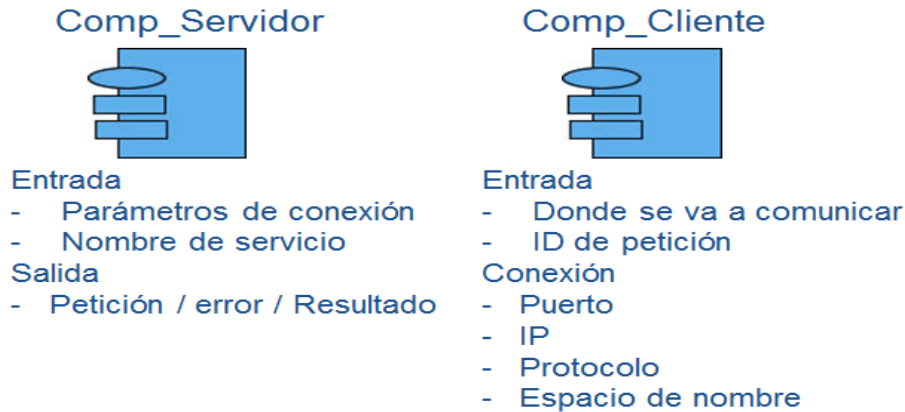 Comp_Servidor
Entrada
- Parámetros de conexión
- Nombre de servicio
Salida
- Petición / error / Resultado
Comp_Cliente
Entrada
- Donde se va a comunicar
- ID de petición
Conexión
- Puerto
- IP
- Protocolo
- Espacio de nombre